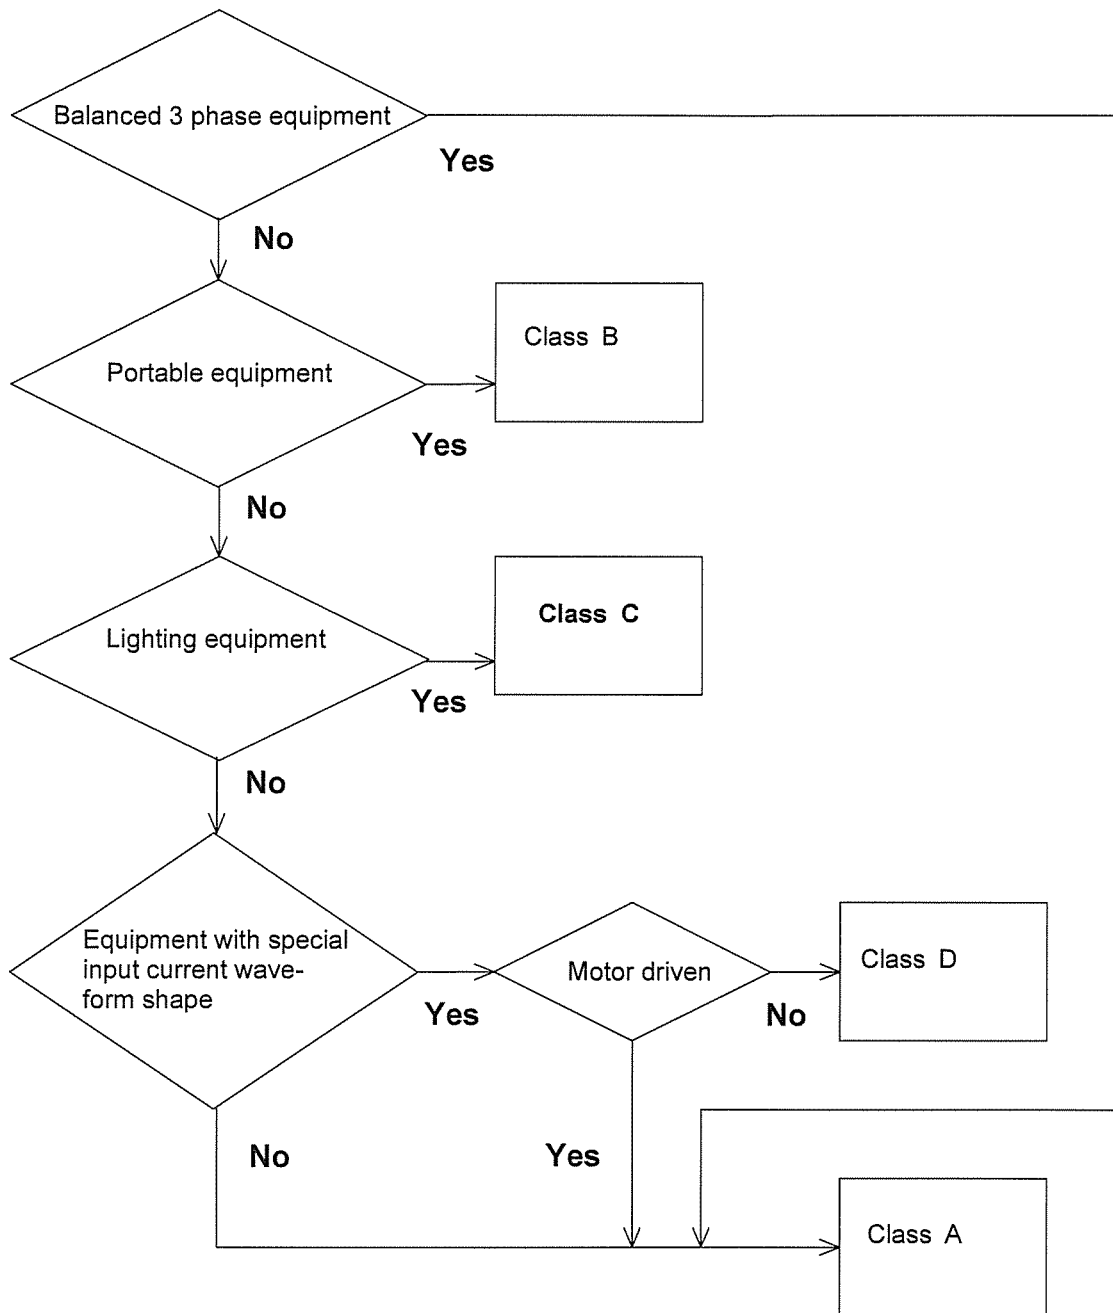 Balanced 3 phase equipment
Yes
No
Portable equipment
Class B
Yes
No
Lighting equipment
Class C
Yes
No
Equipment with special
input current wave-
form shape
Yes
Motor driven
No
Class D
No
Yes
Class A